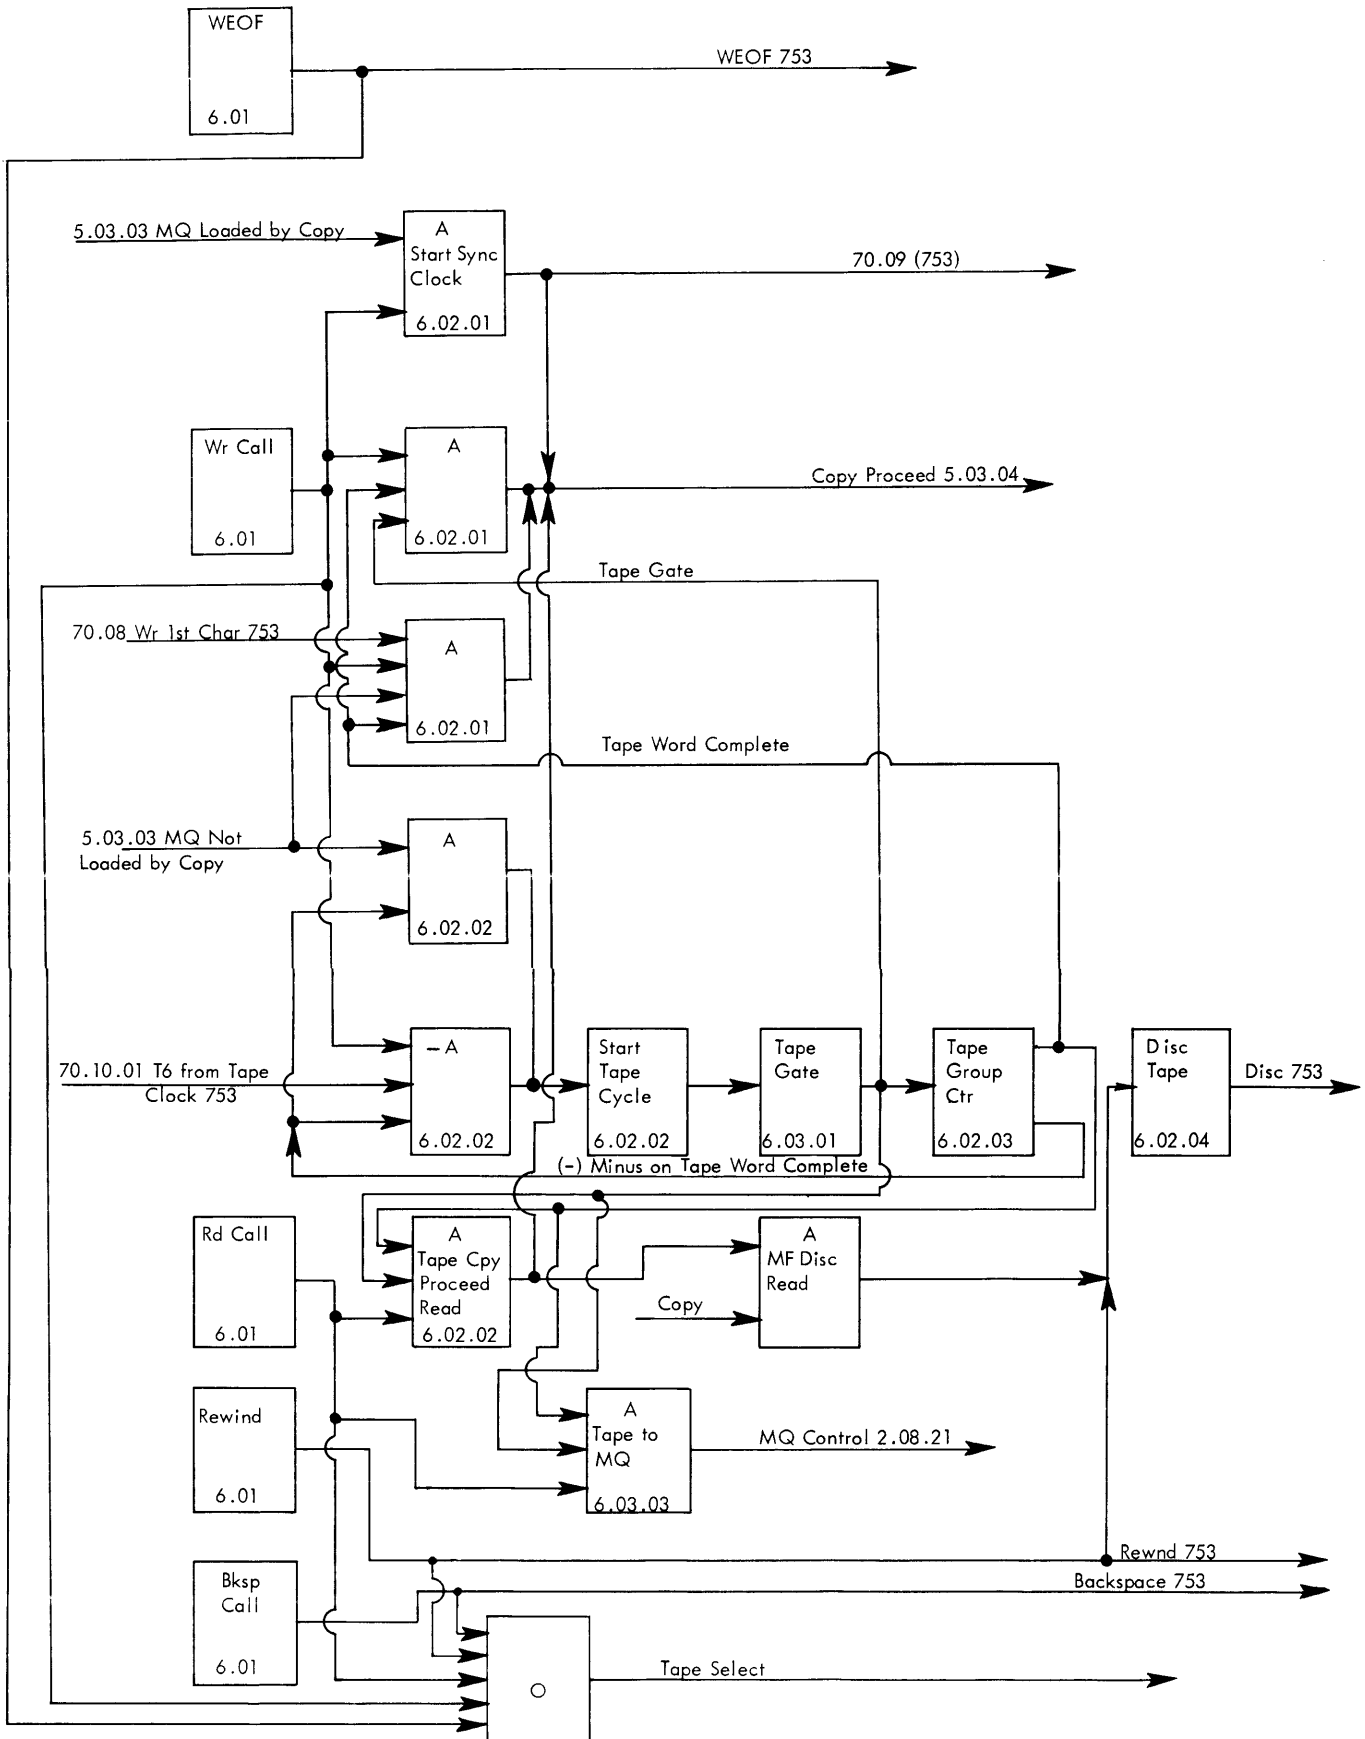 WEOF
6.01
WEOF 753
5.03.03 MQ Loaded by Copy
A
Start Sync
Clock
6.02.01
70.09 (753)
Wr Call
6.01
A
6.02.01
Copy Proceed 5.03.04
Tape Gate
70.08 Wr 1st Char 753
A
6.02.01
Tape Word Complete
5.03.03 MQ Not
Loaded by Copy
A
6.02.02
70.10.01 T6 from Tape
Clock 753
–A
6.02.02
Start
Tape
Cycle
6.02.02
Tape
Gate
6.03.01
Tape
Group
Ctr
6.02.03
Disc
Tape
6.02.04
Disc 753
(-) Minus on Tape Word Complete
Rd Call
6.01
A
Tape Cpy
Proceed
Read
6.02.02
A
MF Disc
Read
Copy
Rewind
6.01
A
Tape to
MQ
6.03.03
MQ Control 2.08.21
Rewnd 753
Backspace 753
Bksp
Call
6.01
O
Tape Select